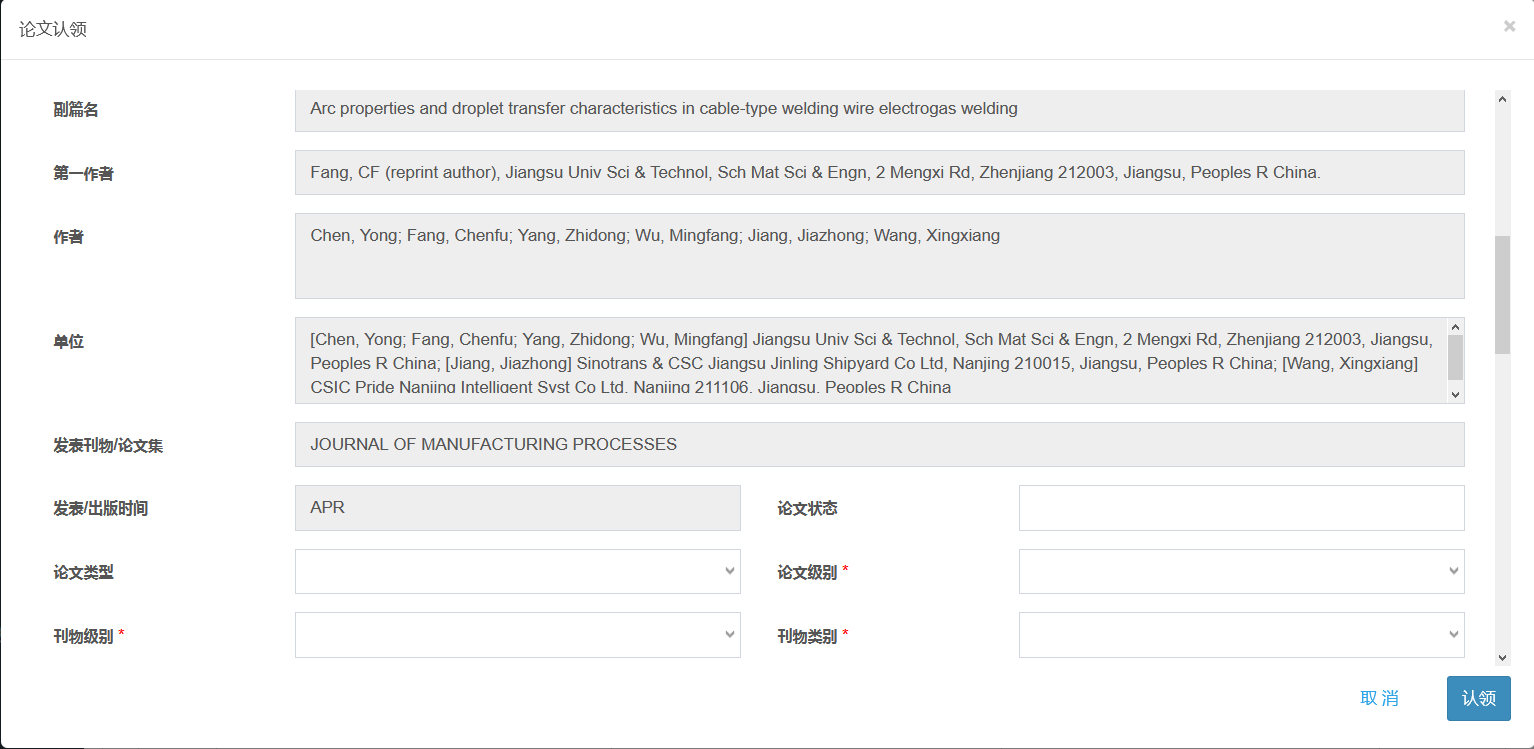 论文认领
×
副篇名
Arc properties and droplet transfer characteristics in cable-type welding wire electrogas welding
第一作者
Fang, CF (reprint author), Jiangsu Univ Sci & Technol, Sch Mat Sci & Engn, 2 Mengxi Rd, Zhenjiang 212003, Jiangsu, Peoples R China.
作者
Chen, Yong; Fang, Chenfu; Yang, Zhidong; Wu, Mingfang; Jiang, Jiazhong; Wang, Xingxiang
单位
[Chen, Yong; Fang, Chenfu; Yang, Zhidong; Wu, Mingfang] Jiangsu Univ Sci & Technol, Sch Mat Sci & Engn, 2 Mengxi Rd, Zhenjiang 212003, Jiangsu,
Peoples R China; [Jiang, Jiazhong] Sinotrans & CSC Jiangsu Jinling Shipyard Co Ltd, Nanjing 210015, Jiangsu, Peoples R China; [Wang, Xingxiang]
CSIC Pride Nanjing Intelligent Syst Co Ltd, Nanjing 211106, Jiangsu, Peoples R China
发表刊物/论文集
JOURNAL OF MANUFACTURING PROCESSES
发表/出版时间
APR
论文状态
论文类型
论文级别 *
刊物级别 *
刊物类别 *
取 消
认领